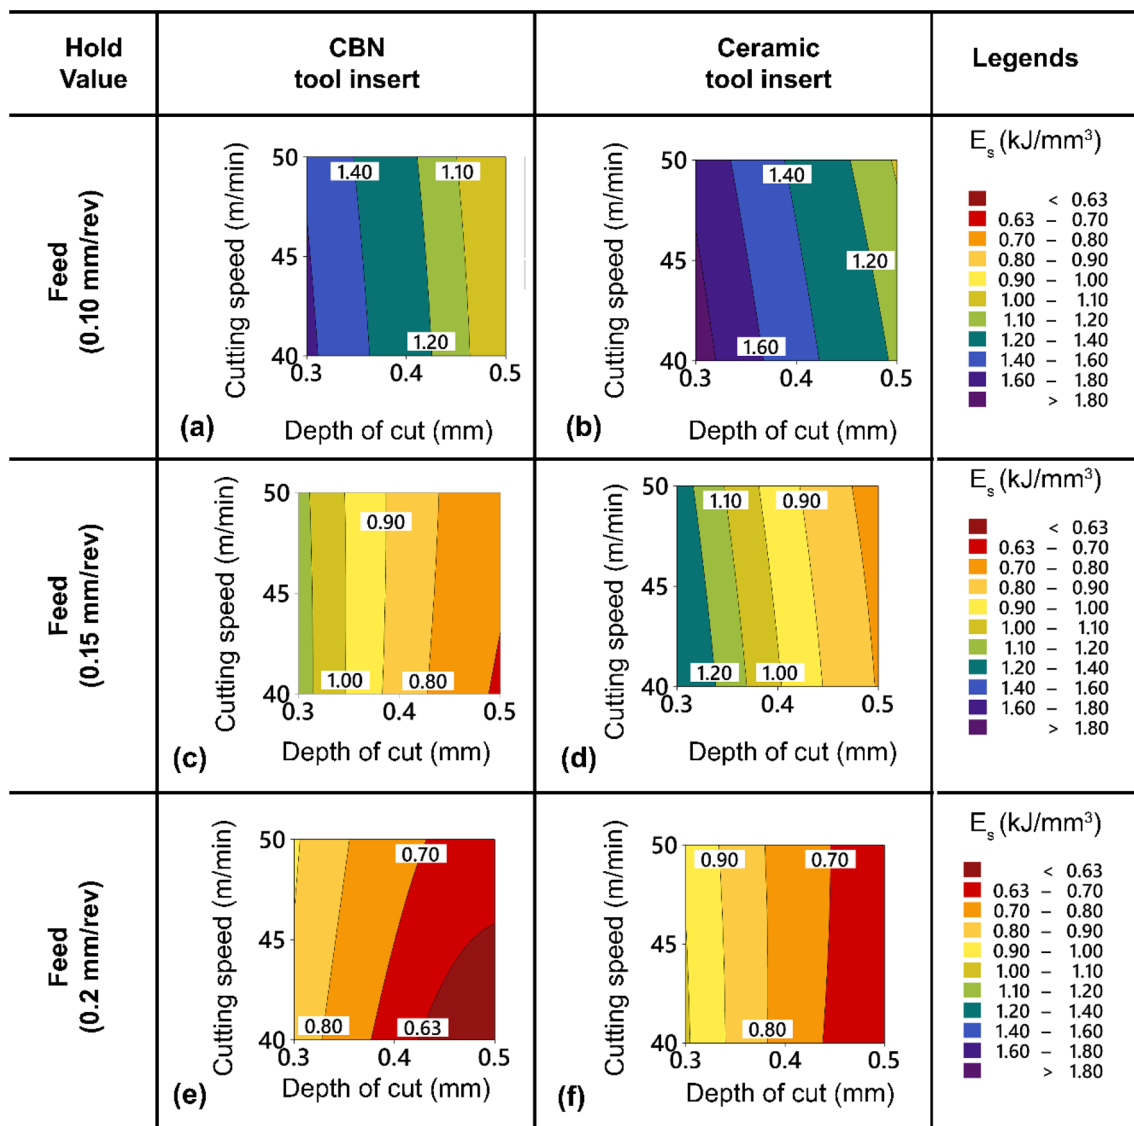 Hold
Value
CBN
tool insert
Ceramic
tool insert
Legends
Feed
(0.10 mm/rev)
Cutting speed (m/min)
50
45
40
1.40
1.10
1.20
0.3
0.4
0.5
Depth of cut (mm)
(a)
Cutting speed (m/min)
50
45
40
1.40
1.20
1.60
0.3
0.4
0.5
Depth of cut (mm)
(b)
Es (kJ/mm³)
< 0.63
0.63 – 0.70
0.70 – 0.80
0.80 – 0.90
0.90 – 1.00
1.00 – 1.10
1.10 – 1.20
1.20 – 1.40
1.40 – 1.60
1.60 – 1.80
> 1.80
Feed
(0.15 mm/rev)
Cutting speed (m/min)
50
45
40
0.90
1.00
0.80
0.3
0.4
0.5
Depth of cut (mm)
(c)
Cutting speed (m/min)
50
45
40
1.10
0.90
1.20
1.00
0.3
0.4
0.5
Depth of cut (mm)
(d)
Es (kJ/mm³)
< 0.63
0.63 – 0.70
0.70 – 0.80
0.80 – 0.90
0.90 – 1.00
1.00 – 1.10
1.10 – 1.20
1.20 – 1.40
1.40 – 1.60
1.60 – 1.80
> 1.80
Feed
(0.2 mm/rev)
Cutting speed (m/min)
50
45
40
0.70
0.80
0.63
0.3
0.4
0.5
Depth of cut (mm)
(e)
Cutting speed (m/min)
50
45
40
0.90
0.70
0.80
0.3
0.4
0.5
Depth of cut (mm)
(f)
Es (kJ/mm³)
< 0.63
0.63 – 0.70
0.70 – 0.80
0.80 – 0.90
0.90 – 1.00
1.00 – 1.10
1.10 – 1.20
1.20 – 1.40
1.40 – 1.60
1.60 – 1.80
> 1.80